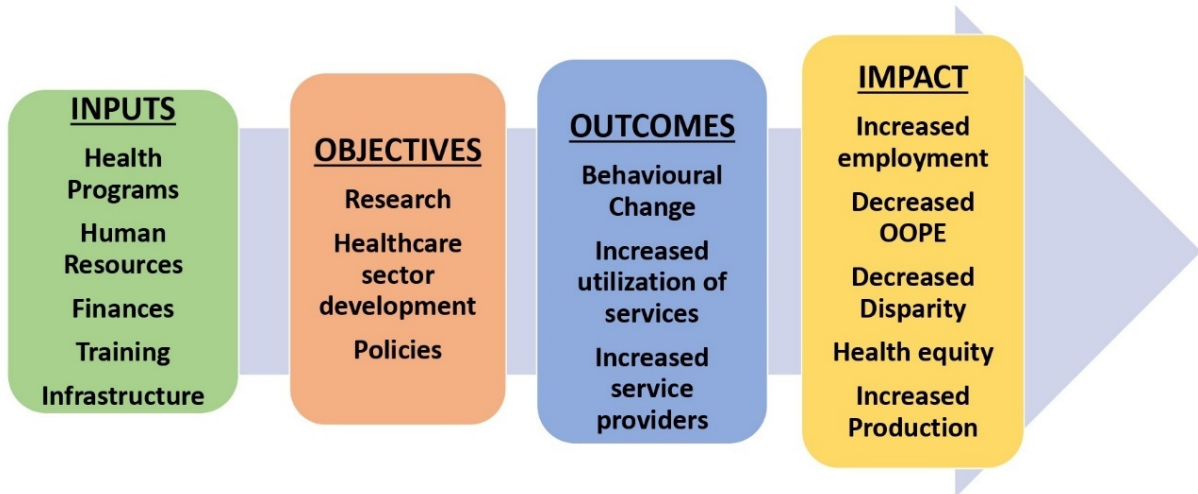 INPUTS
Health
Programs
Human
Resources
Finances
Training
Infrastructure
OBJECTIVES
Research
Healthcare
sector
development
Policies
OUTCOMES
Behavioural
Change
Increased
utilization of
services
Increased
service
providers
IMPACT
Increased
employment
Decreased
OOPE
Decreased
Disparity
Health equity
Increased
Production